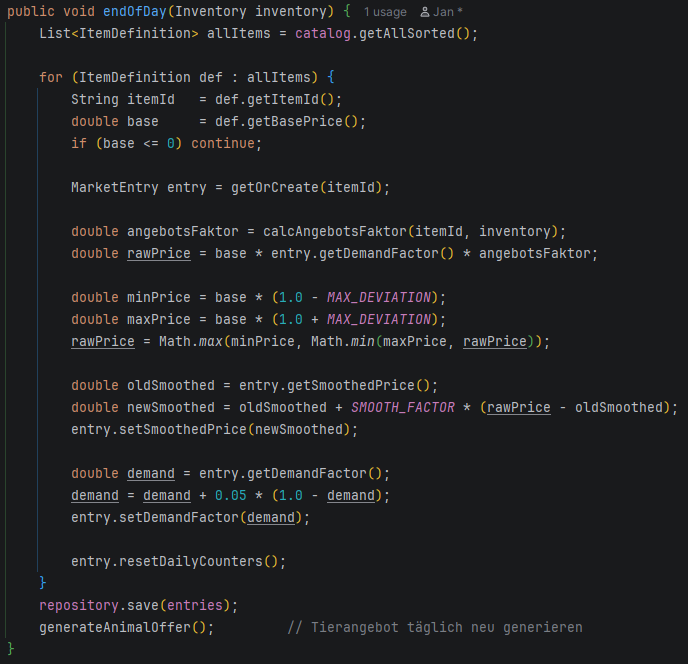 public void endOfDay(Inventory inventory) { 1 usage Jan *
    List<ItemDefinition> allItems = catalog.getAllSorted();

    for (ItemDefinition def : allItems) {
        String itemId   = def.getItemId();
        double base     = def.getBasePrice();
        if (base <= 0) continue;

        MarketEntry entry = getOrCreate(itemId);

        double angebotsFaktor = calcAngebotsFaktor(itemId, inventory);
        double rawPrice = base * entry.getDemandFactor() * angebotsFaktor;

        double minPrice = base * (1.0 - MAX_DEVIATION);
        double maxPrice = base * (1.0 + MAX_DEVIATION);
        rawPrice = Math.max(minPrice, Math.min(maxPrice, rawPrice));

        double oldSmoothed = entry.getSmoothedPrice();
        double newSmoothed = oldSmoothed + SMOOTH_FACTOR * (rawPrice - oldSmoothed);
        entry.setSmoothedPrice(newSmoothed);

        double demand = entry.getDemandFactor();
        demand = demand + 0.05 * (1.0 - demand);
        entry.setDemandFactor(demand);

        entry.resetDailyCounters();
    }
    repository.save(entries);
    generateAnimalOffer();         // Tierangebot täglich neu generieren
}